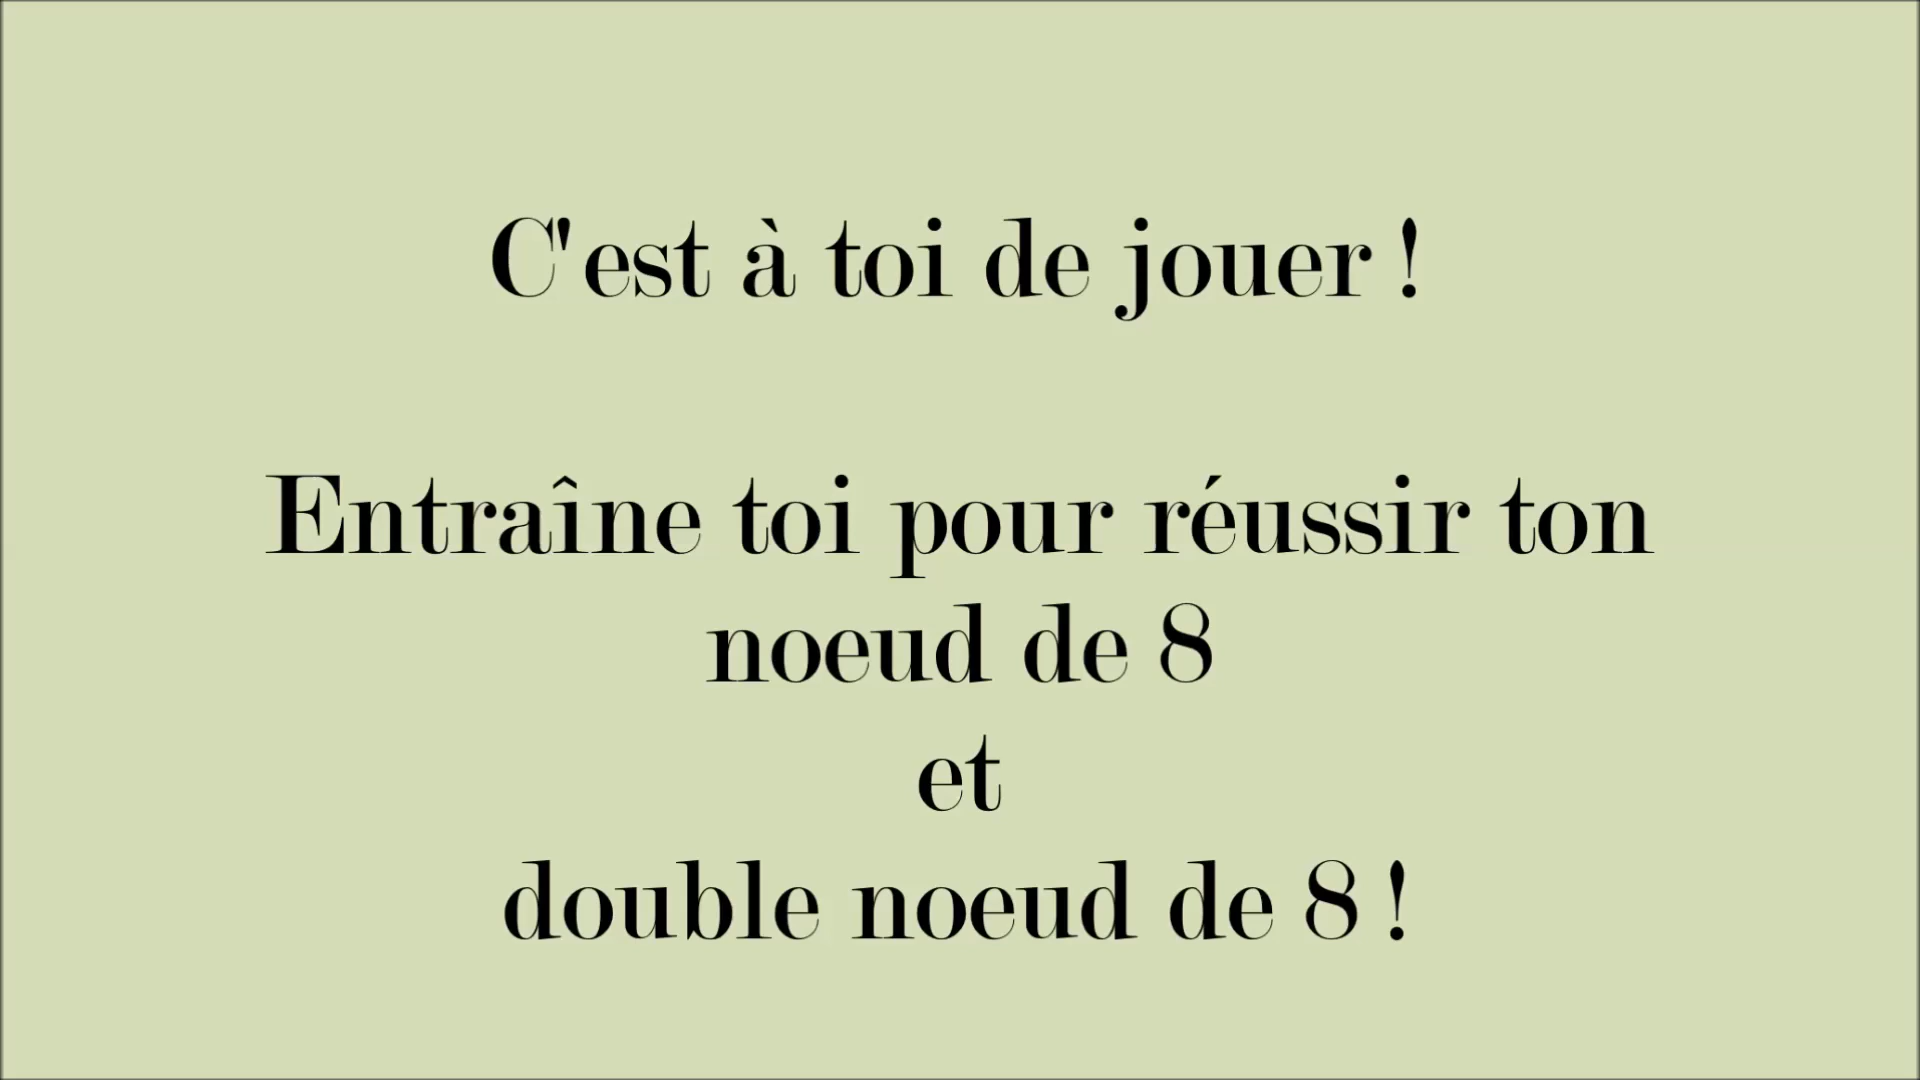 C'est à toi de jouer !
Entraîne toi pour réussir ton
noeud de 8
et
double noeud de 8 !